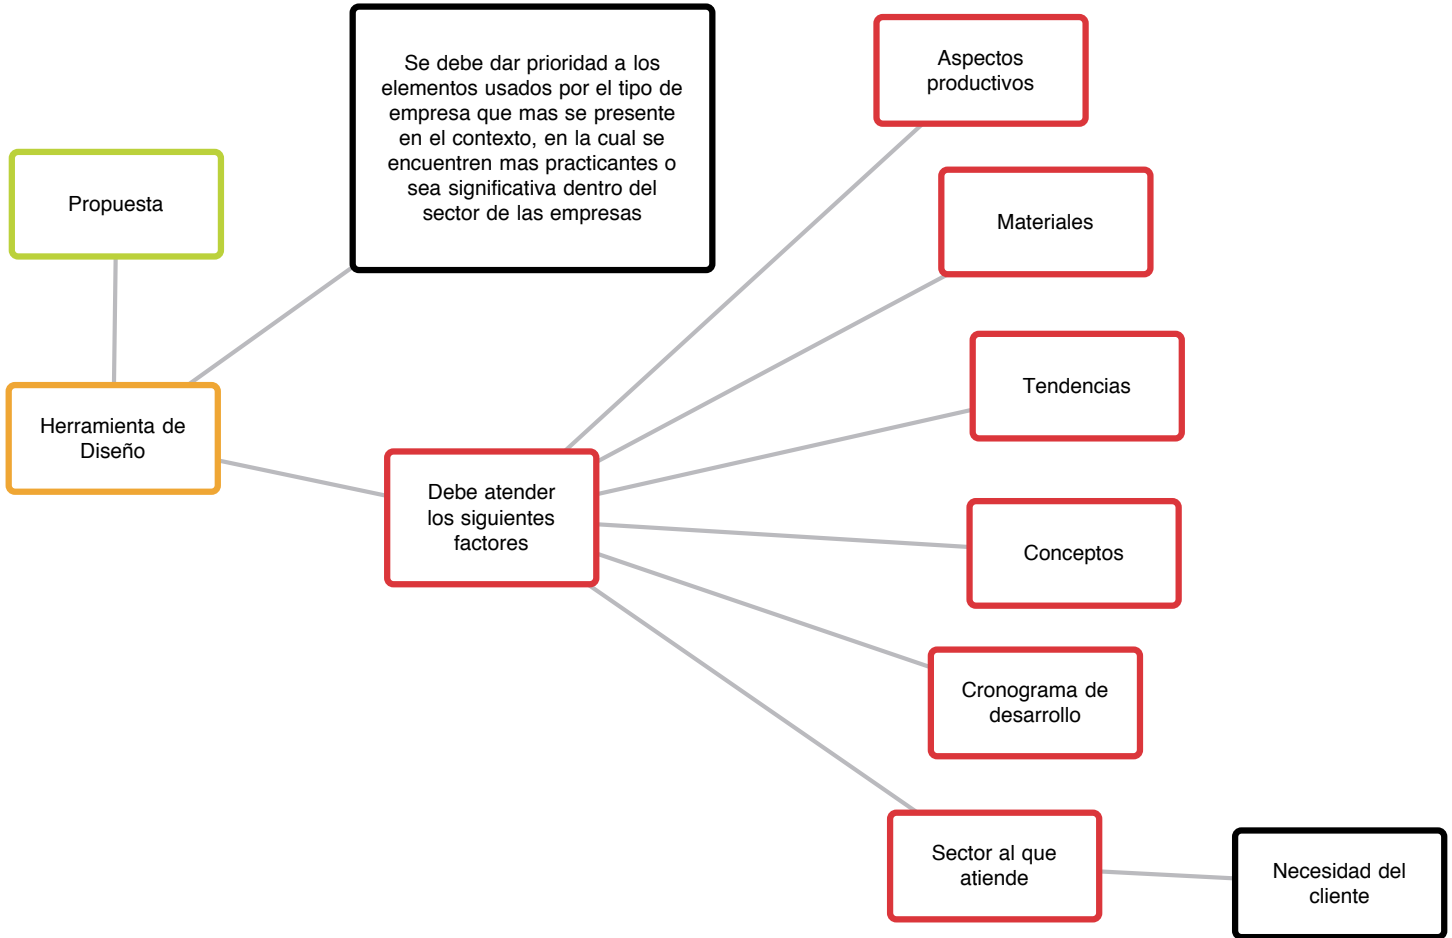 Se debe dar prioridad a los
elementos usados por el tipo de
empresa que mas se presente
en el contexto, en la cual se
encuentren mas practicantes o
sea significativa dentro del
sector de las empresas
Aspectos
productivos
Propuesta
Materiales
Herramienta de
Diseño
Tendencias
Debe atender
los siguientes
factores
Conceptos
Cronograma de
desarrollo
Sector al que
atiende
Necesidad del
cliente